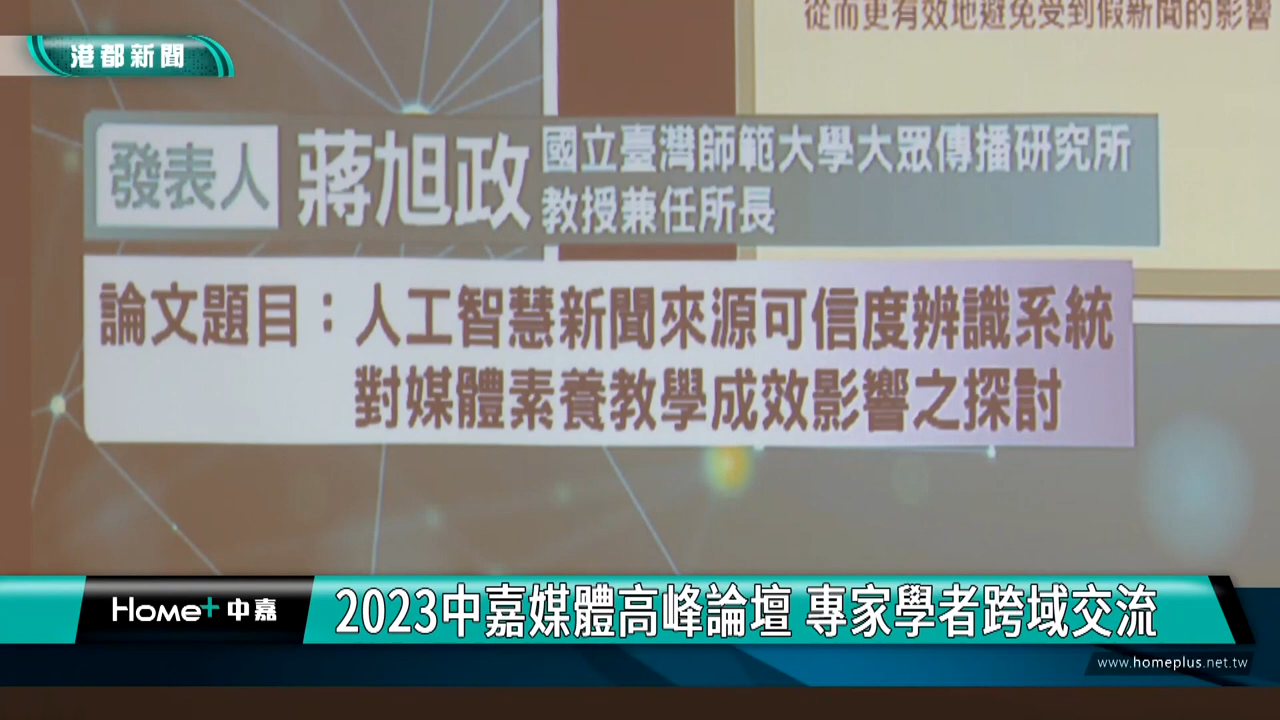 從而更有效地避免受到假新聞的影響
港都新聞
發表人 蔣旭政 國立臺灣師範大學大眾傳播研究所
教授兼任所長
論文題目：人工智慧新聞來源可信度辨識系統
對媒體素養教學成效影響之探討
Home+ 中嘉 2023中嘉媒體高峰論壇 專家學者跨域交流
www.homeplus.net.tw